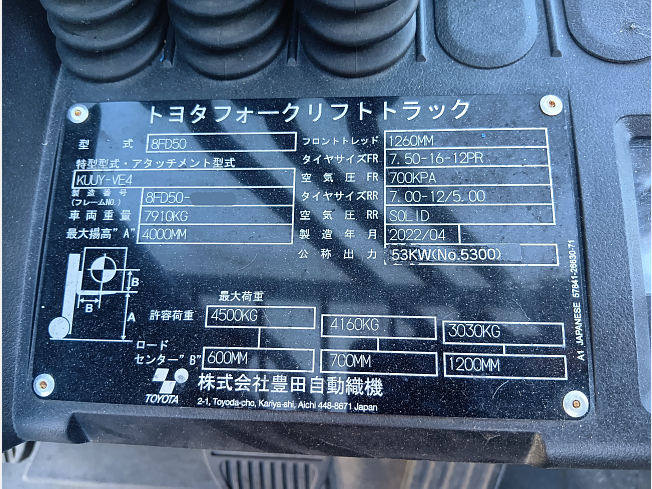 トヨタフォークリフトトラック
型式 8FD50
特型型式・アタッチメント型式
KUUY-VE4
製造番号 (フレームNO.) 8FD50-
車両重量 7910KG
最大揚高"A" 4000MM
フロントトレッド 1260MM
タイヤサイズFR 7.50-16-12PR
空気圧 FR 700KPA
タイヤサイズRR 7.00-12/5.00
空気圧 RR SOLID
製造年月 2022/04
公称出力 53KW(No.5300)
B
B
A
最大荷重
許容荷重 4500KG 4160KG 3030KG
ロードセンター"B" 600MM 700MM 1200MM
TOYOTA
株式会社豊田自動織機
2-1, Toyoda-cho, Kariya-shi, Aichi 448-8671 Japan
A1 JAPANESE 57841-26630-71